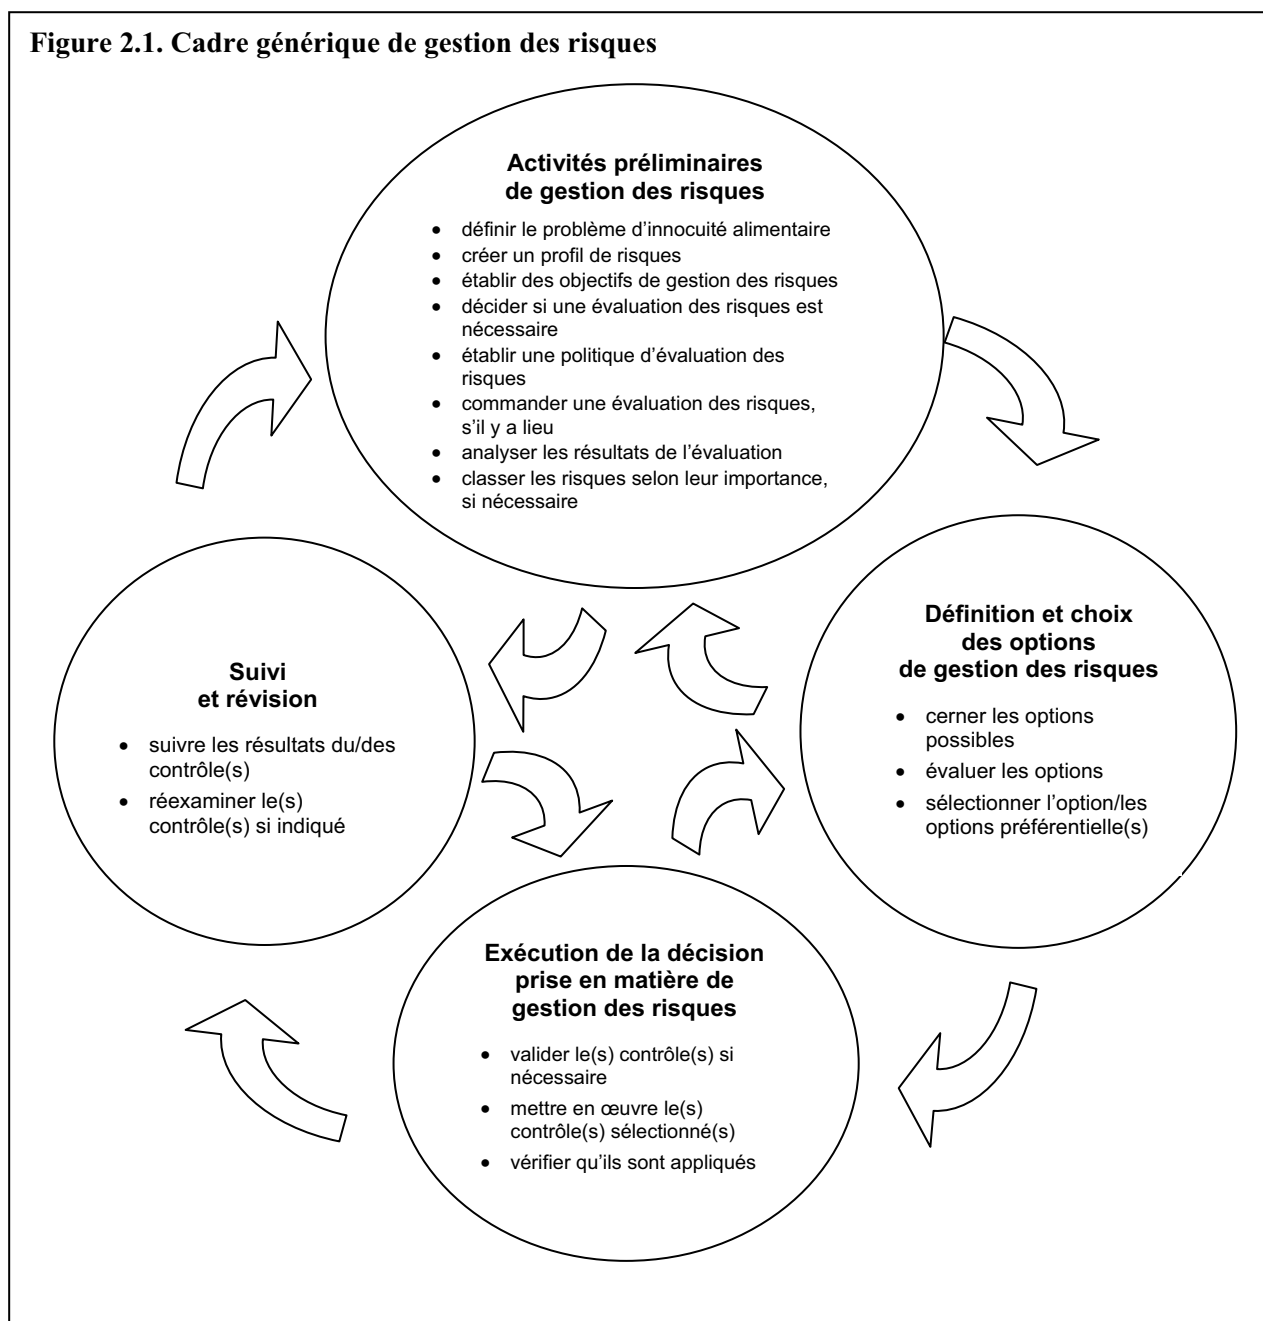 Figure 2.1. Cadre générique de gestion des risques
Activités préliminaires
de gestion des risques
• définir le problème d’innocuité alimentaire
• créer un profil de risques
• établir des objectifs de gestion des risques
• décider si une évaluation des risques est
nécessaire
• établir une politique d’évaluation des
risques
• commander une évaluation des risques,
s’il y a lieu
• analyser les résultats de l’évaluation
• classer les risques selon leur importance,
si nécessaire
Définition et choix
des options
de gestion des risques
• cerner les options
possibles
• évaluer les options
• sélectionner l’option/les
options préférentielle(s)
Suivi
et révision
• suivre les résultats du/des
contrôle(s)
• réexaminer le(s)
contrôle(s) si indiqué
Exécution de la décision
prise en matière de
gestion des risques
• valider le(s) contrôle(s) si
nécessaire
• mettre en œuvre le(s)
contrôle(s) sélectionné(s)
• vérifier qu’ils sont appliqués